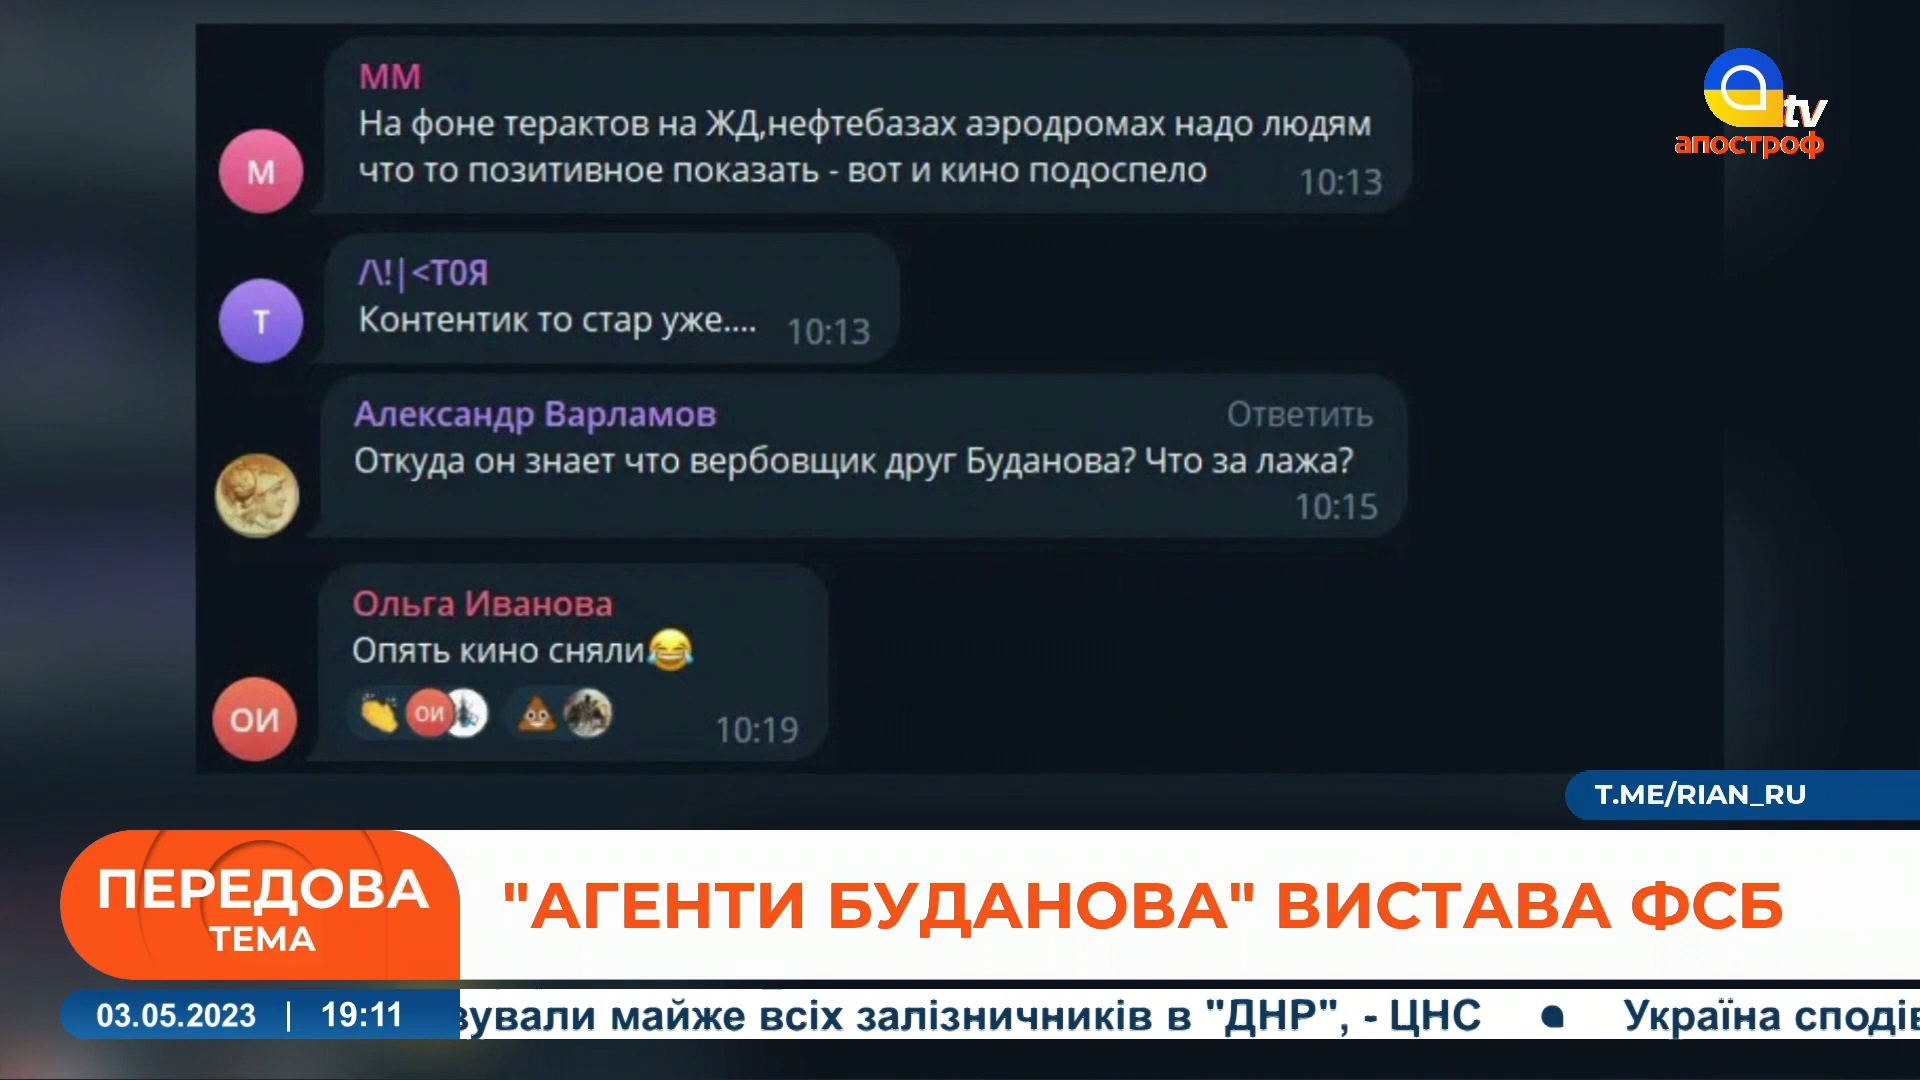 ММ
На фоне терактов на ЖД,нефтебазах аэродромах надо людям
что то позитивное показать - вот и кино подоспело
10:13
М
/\!|<Т0Я
Контентик то стар уже....
10:13
Т
Александр Варламов
Ответить
Откуда он знает что вербовщик друг Буданова? Что за лажа?
10:15
Ольга Иванова
Опять кино сняли😂
ОИ
10:19
ОИ
tv
апостроф
T.ME/RIAN_RU
ПЕРЕДОВА
ТЕМА
"АГЕНТИ БУДАНОВА" ВИСТАВА ФСБ
03.05.2023 | 19:11
зували майже всіх залізничників в "ДНР", - ЦНС • Україна сподів